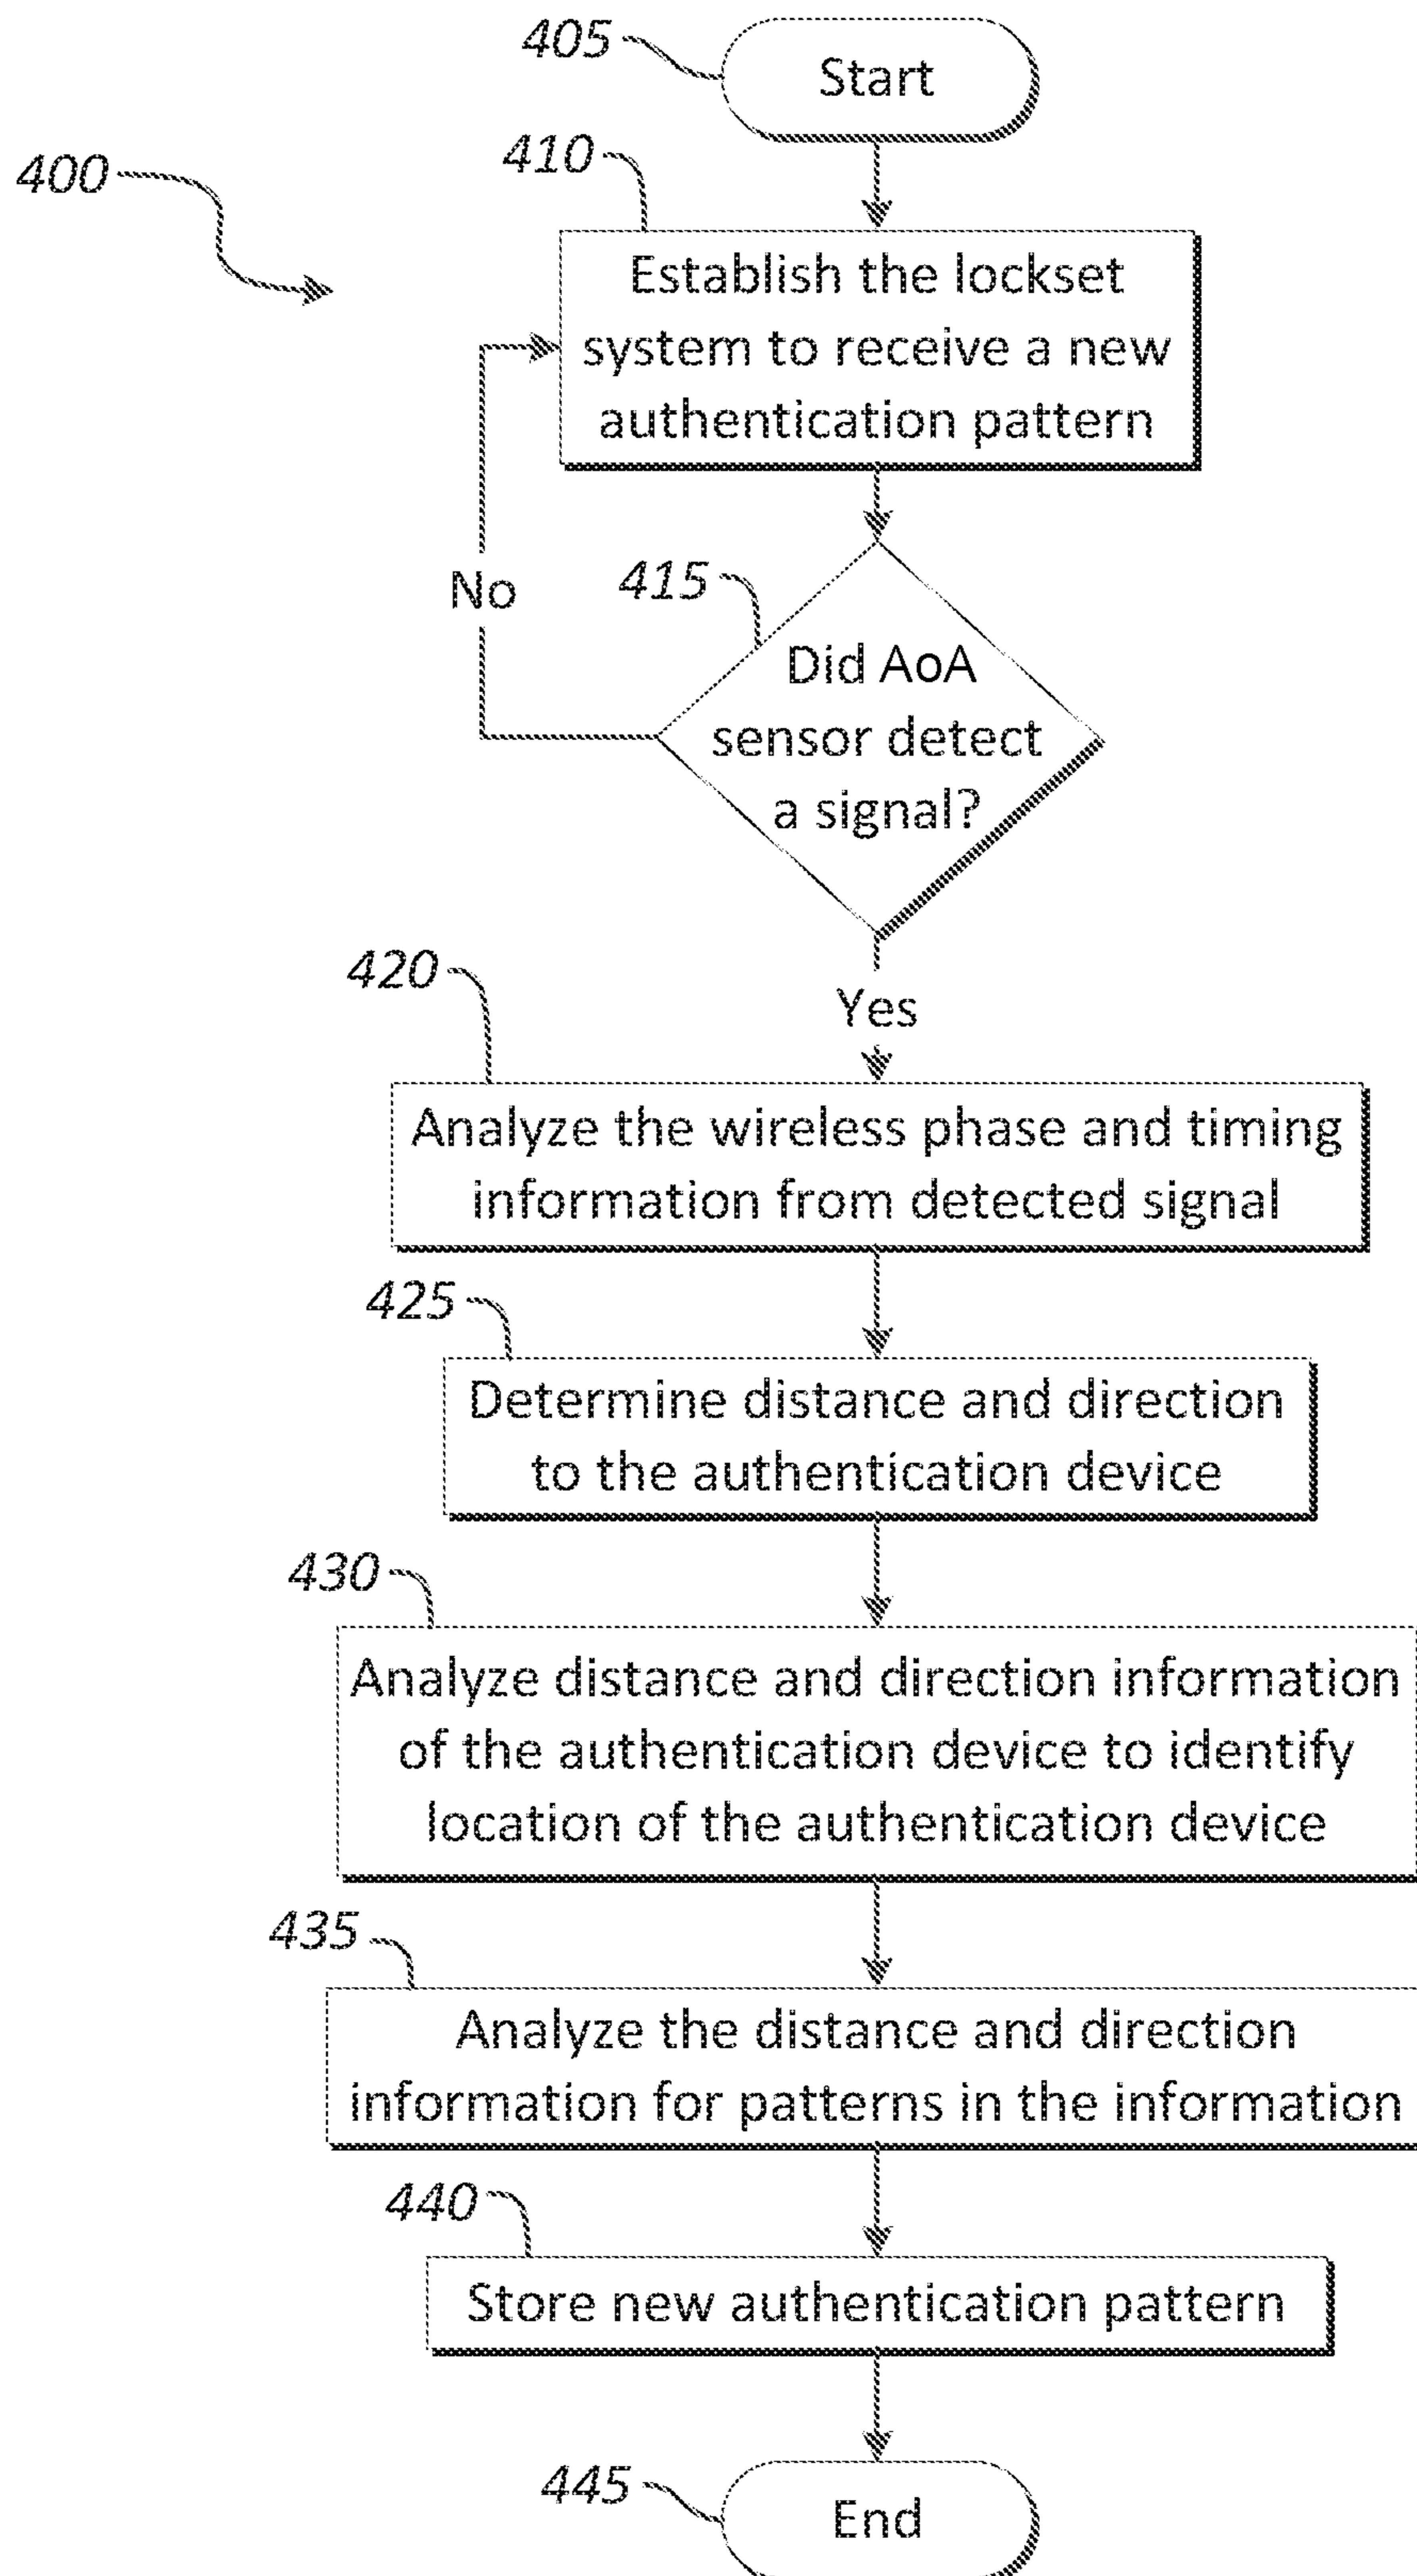 405
Start
400
410
Establish the lockset
system to receive a new
authentication pattern
No
415
Did AoA
sensor detect
a signal?
Yes
420
Analyze the wireless phase and timing
information from detected signal
425
Determine distance and direction
to the authentication device
430
Analyze distance and direction information
of the authentication device to identify
location of the authentication device
435
Analyze the distance and direction
information for patterns in the information
440
Store new authentication pattern
445
End